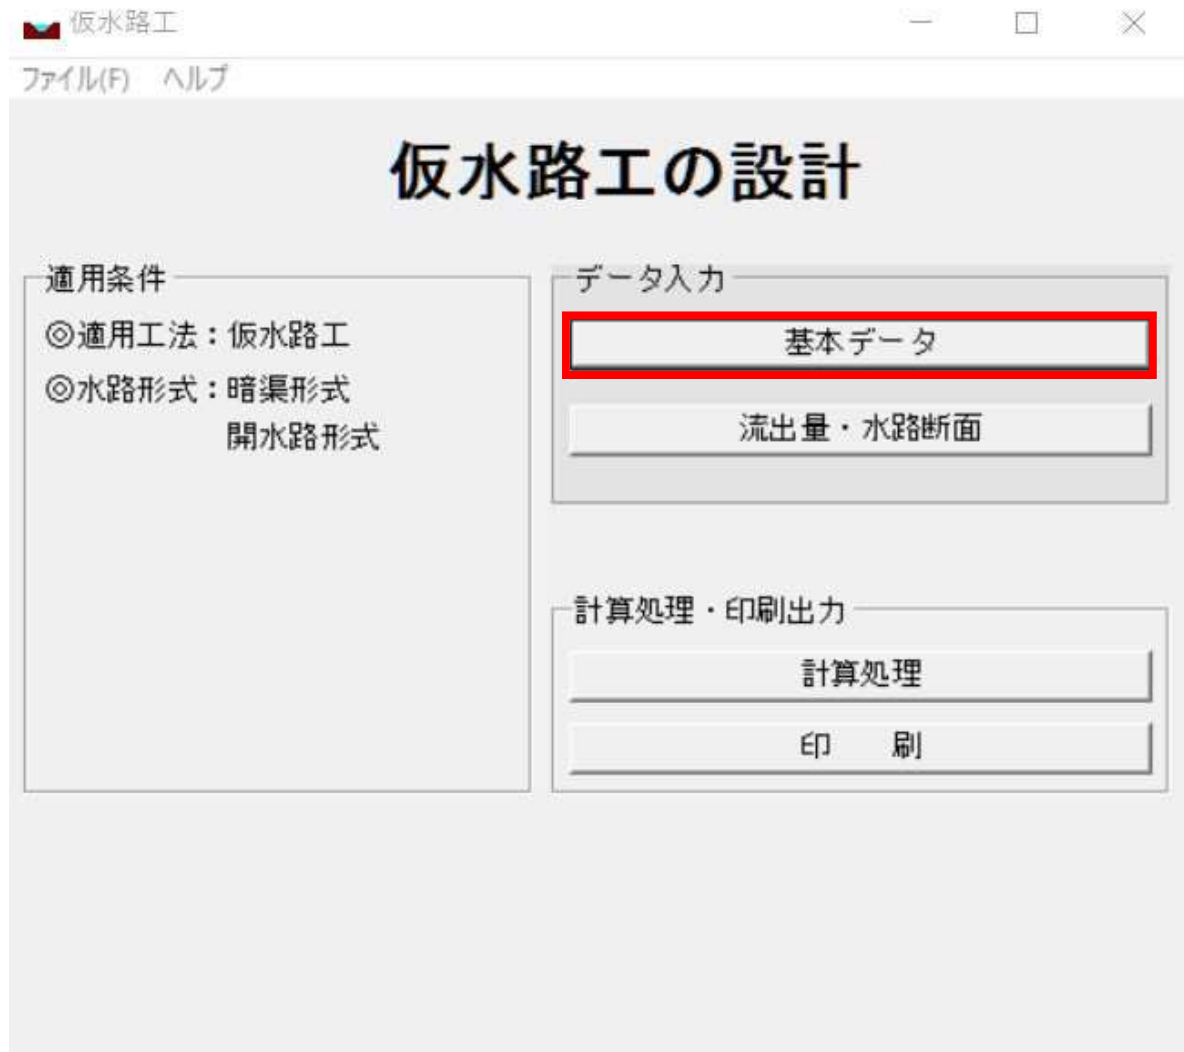 仮水路工
ファイル(F) ヘルプ
仮水路工の設計
適用条件
◎適用工法：仮水路工
◎水路形式：暗渠形式
開水路形式
データ入力
基本データ
流出量・水路断面
計算処理・印刷出力
計算処理
印　刷